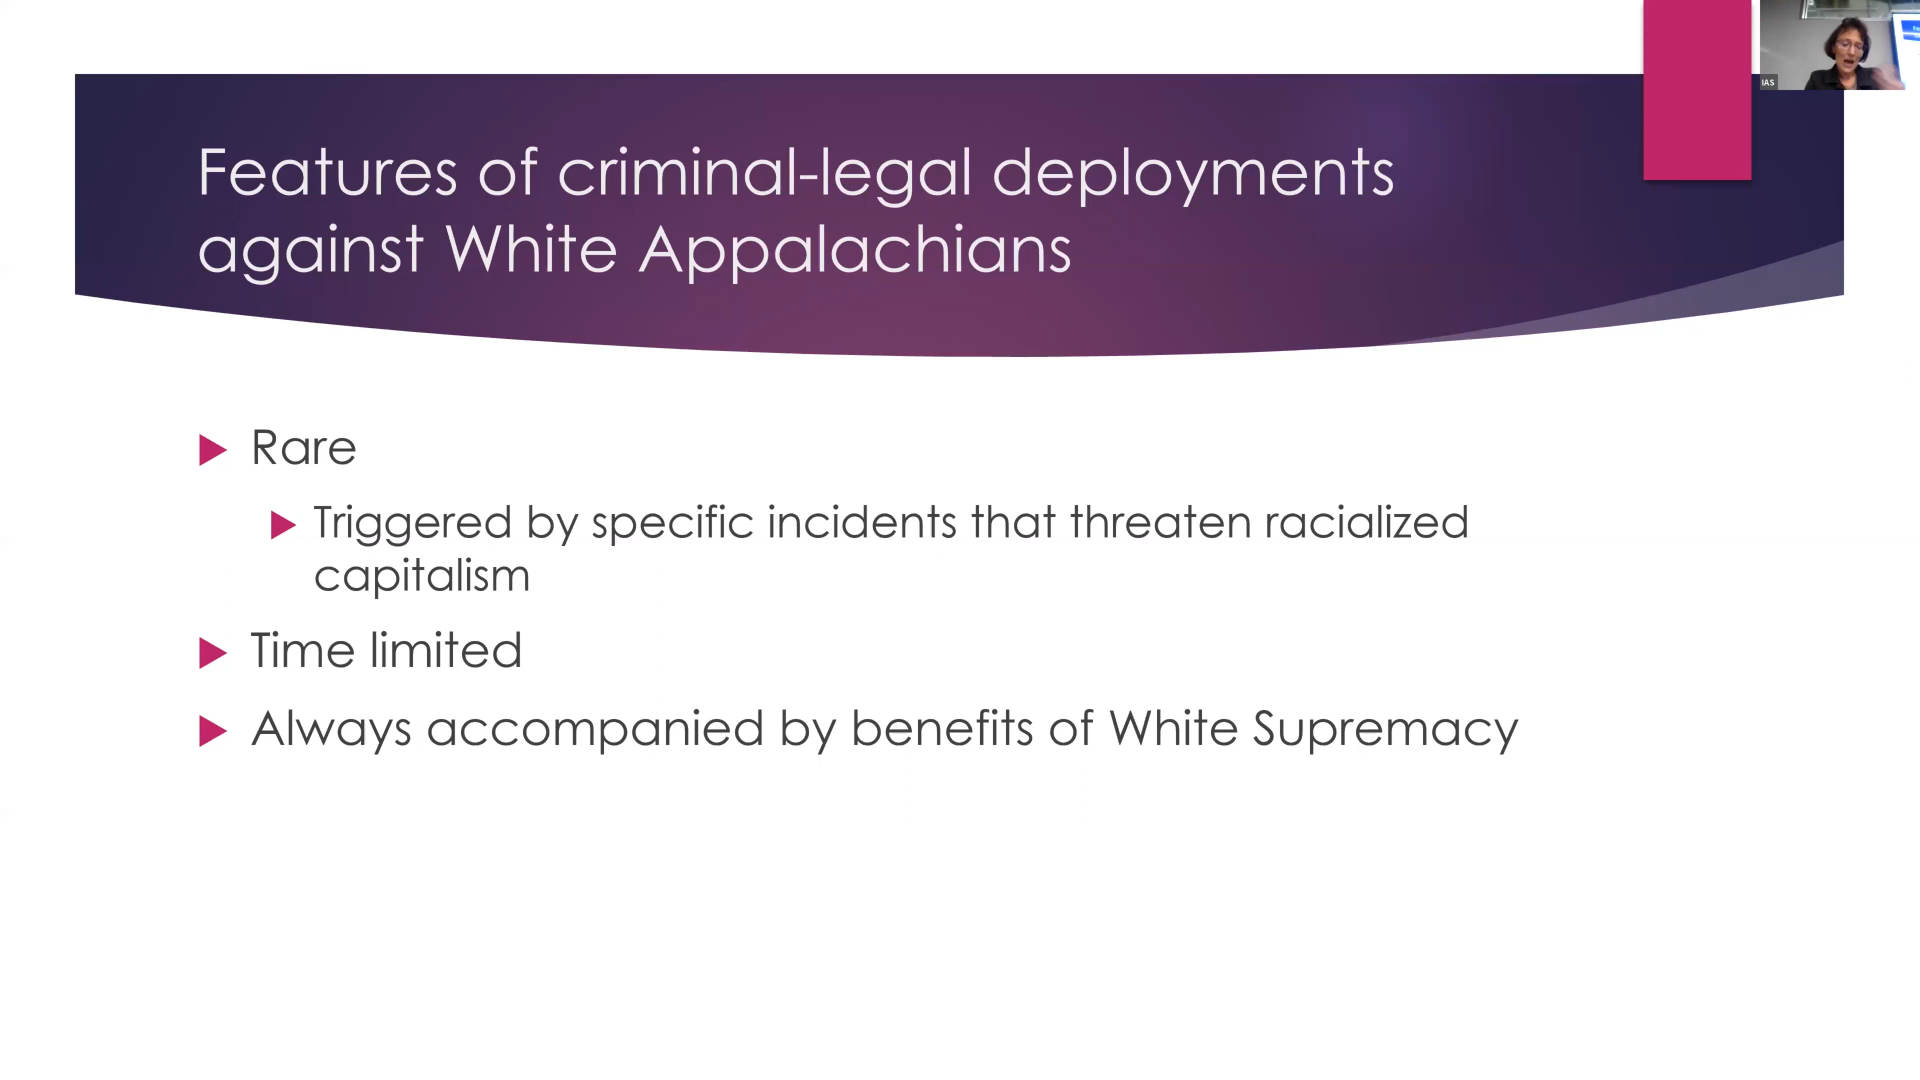 IAS
Features of criminal-legal deployments
against White Appalachians
Rare
Triggered by specific incidents that threaten racialized
capitalism
Time limited
Always accompanied by benefits of White Supremacy